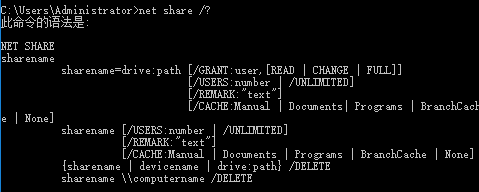 C:\Users\Administrator>net share /?
此命令的语法是:
NET SHARE
sharename
sharename=drive:path [/GRANT:user,[READ | CHANGE | FULL]]
[/USERS:number | /UNLIMITED]
[/REMARK:"text"]
[/CACHE:Manual | Documents| Programs | BranchCach
e | None]
sharename [/USERS:number | /UNLIMITED]
[/REMARK:"text"]
[/CACHE:Manual | Documents | Programs | BranchCache | None]
{sharename | devicename | drive:path} /DELETE
sharename \\computername /DELETE